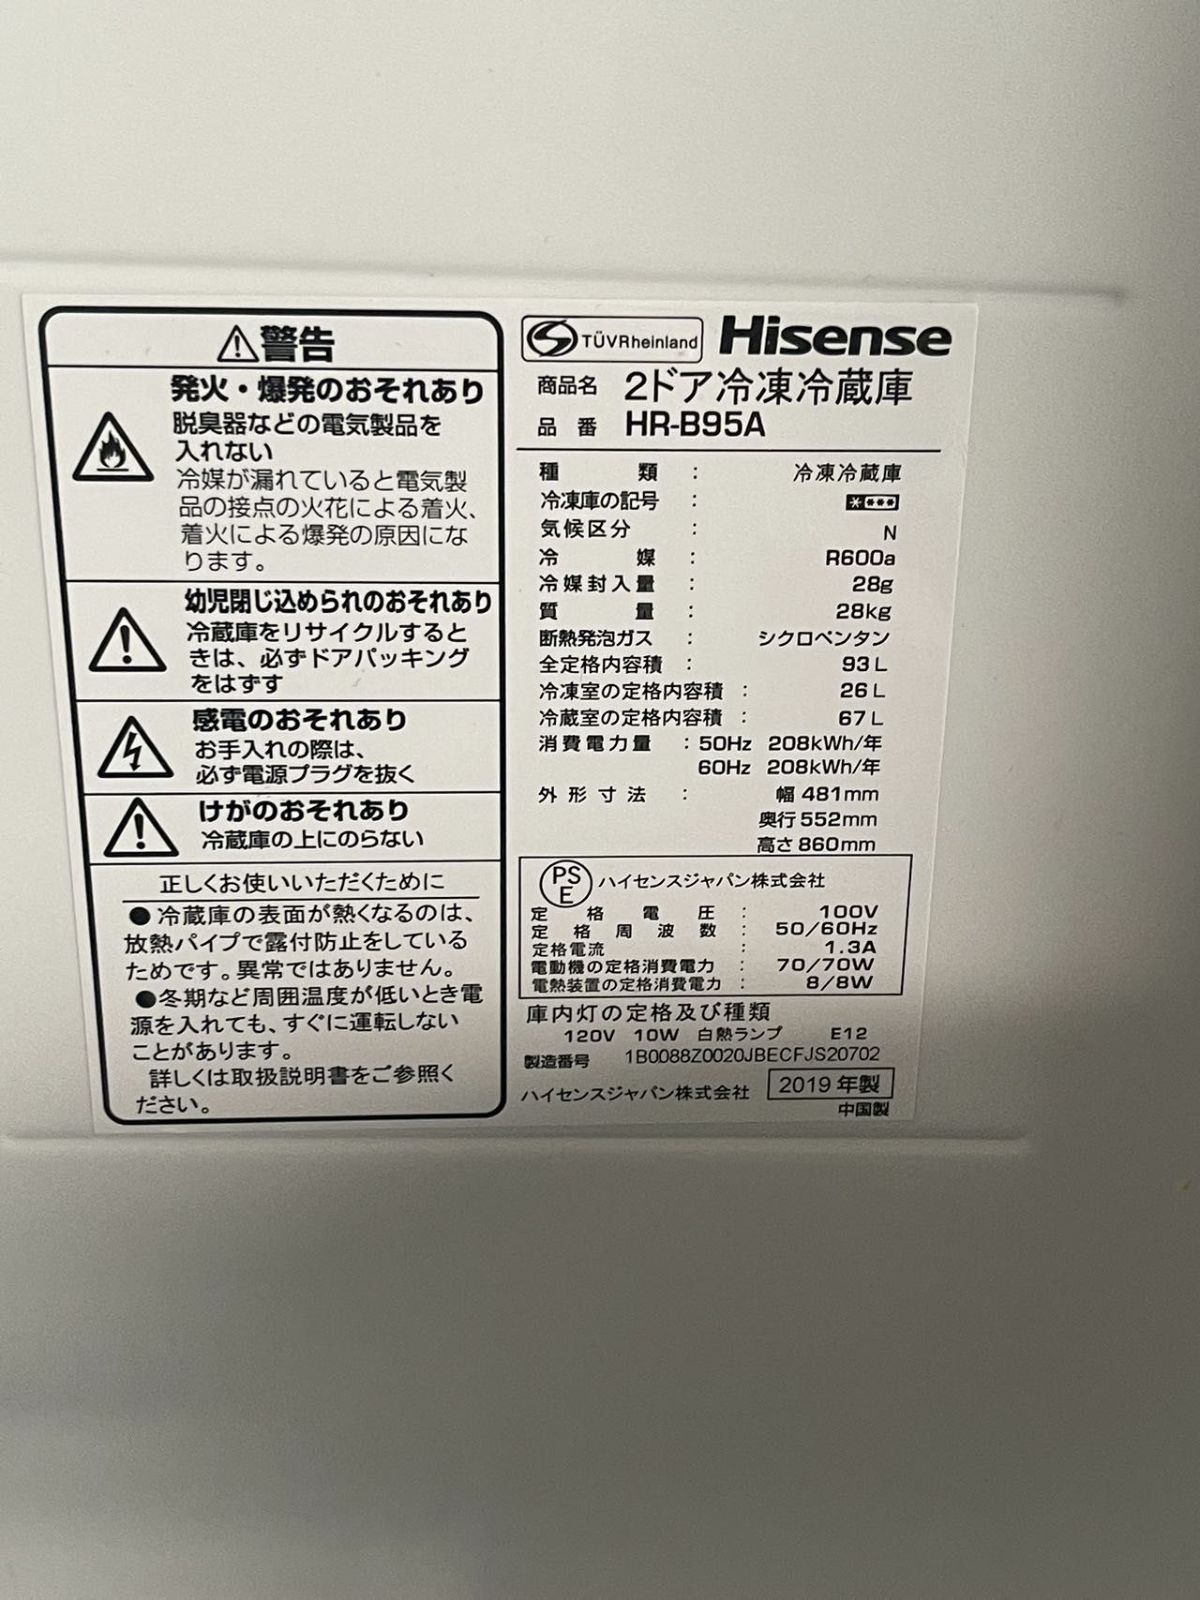 ⚠警告
発火・爆発のおそれあり
脱臭器などの電気製品を
入れない
冷媒が漏れていると電気製
品の接点の火花による着火、
着火による爆発の原因にな
ります。
幼児閉じ込められのおそれあり
冷蔵庫をリサイクルすると
きは、必ずドアパッキング
をはずす
感電のおそれあり
お手入れの際は、
必ず電源プラグを抜く
けがのおそれあり
冷蔵庫の上にのらない
正しくお使いいただくために
●冷蔵庫の表面が熱くなるのは、
放熱パイプで露付防止をしている
ためです。異常ではありません。
●冬期など周囲温度が低いとき電
源を入れても、すぐに運転しない
ことがあります。
詳しくは取扱説明書をご参照く
ださい。
TÜVRheinland Hisense
商品名 2ドア冷凍冷蔵庫
品番 HR-B95A
種類 : 冷凍冷蔵庫
冷凍庫の記号 : ****
気候区分 : N
冷媒 : R600a
冷媒封入量 : 28g
質量 : 28kg
断熱発泡ガス : シクロペンタン
全定格内容積 : 93L
冷凍室の定格内容積 : 26L
冷蔵室の定格内容積 : 67L
消費電力量 : 50Hz 208kWh/年
60Hz 208kWh/年
外形寸法 : 幅 481mm
奥行 552mm
高さ 860mm
PSE ハイセンスジャパン株式会社
定格電圧 : 100V
定格周波数 : 50/60Hz
定格電流 : 1.3A
電動機の定格消費電力 : 70/70W
電熱装置の定格消費電力 : 8/8W
庫内灯の定格及び種類
120V 10W 白熱ランプ E12
製造番号 1B0088Z0020JBECFJS20702
ハイセンスジャパン株式会社 2019年製
中国製